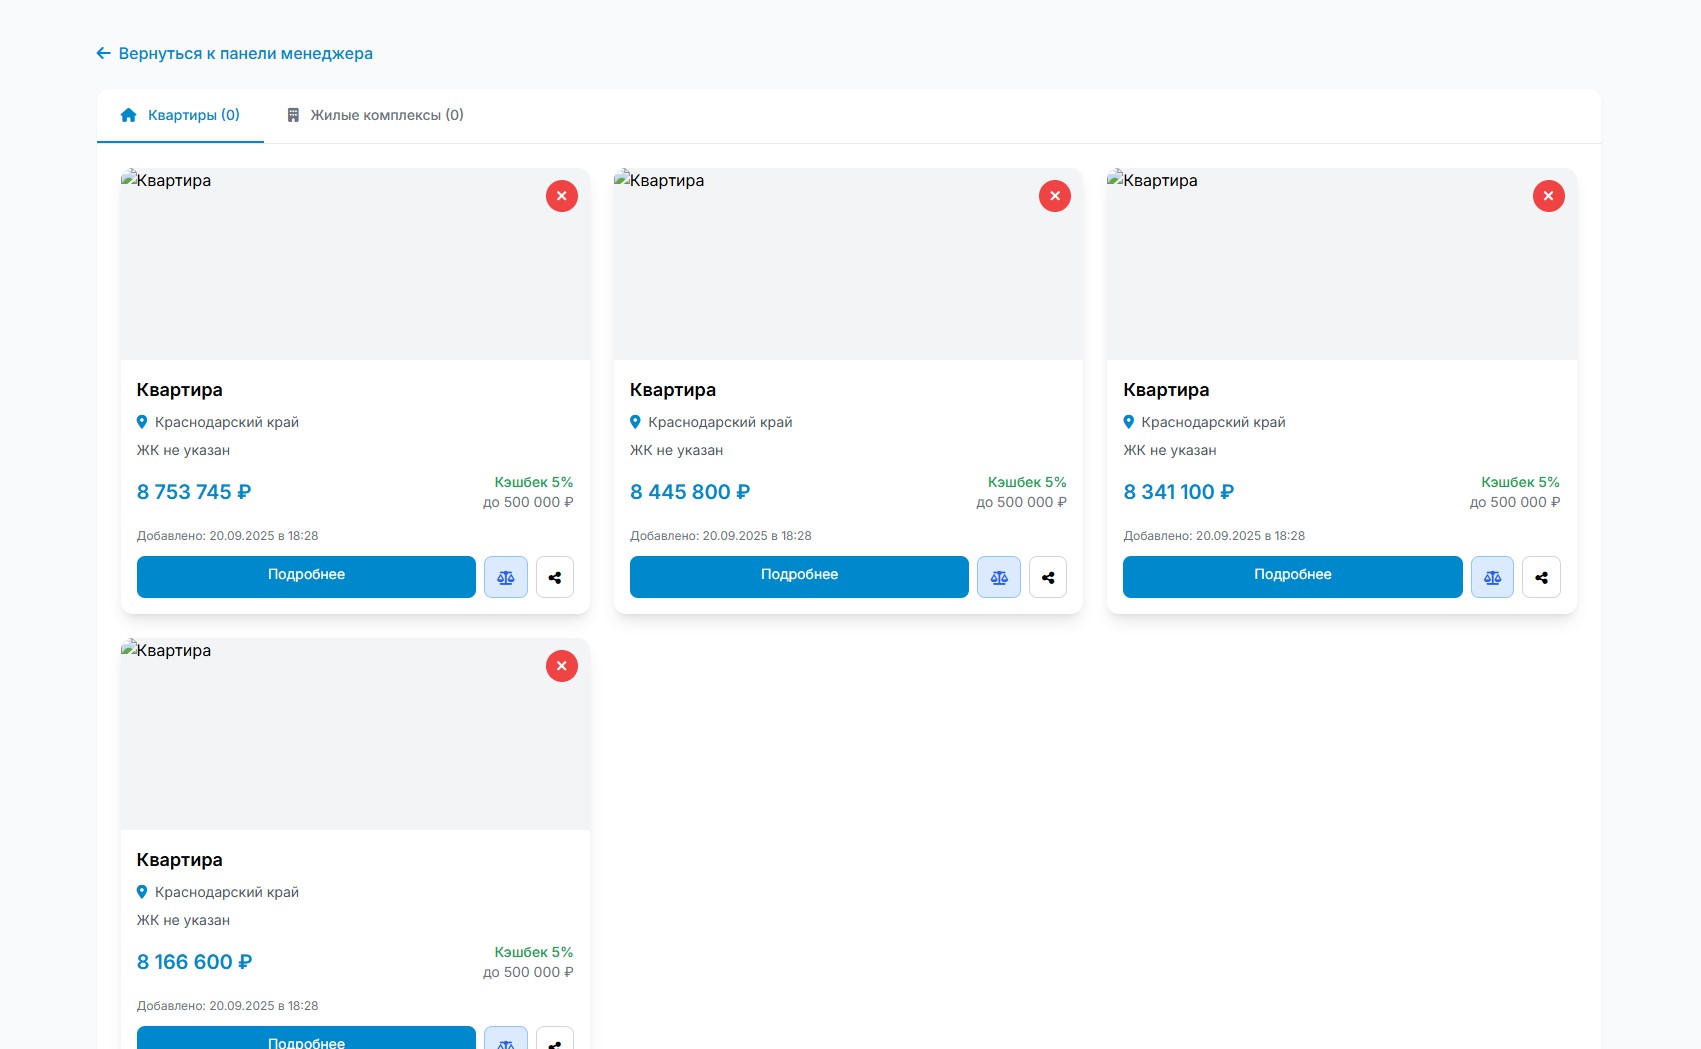 Вернуться к панели менеджера
Квартиры (0) Жилые комплексы (0)
Квартира Квартира Квартира
Квартира Квартира Квартира
Краснодарский край Краснодарский край Краснодарский край
ЖК не указан ЖК не указан ЖК не указан
8 753 745 ₽ Кэшбек 5% 8 445 800 ₽ Кэшбек 5% 8 341 100 ₽ Кэшбек 5%
до 500 000 ₽ до 500 000 ₽ до 500 000 ₽
Добавлено: 20.09.2025 в 18:28 Добавлено: 20.09.2025 в 18:28 Добавлено: 20.09.2025 в 18:28
Подробнее Подробнее Подробнее
Квартира
Квартира
Краснодарский край
ЖК не указан
8 166 600 ₽ Кэшбек 5%
до 500 000 ₽
Добавлено: 20.09.2025 в 18:28
Подробнее